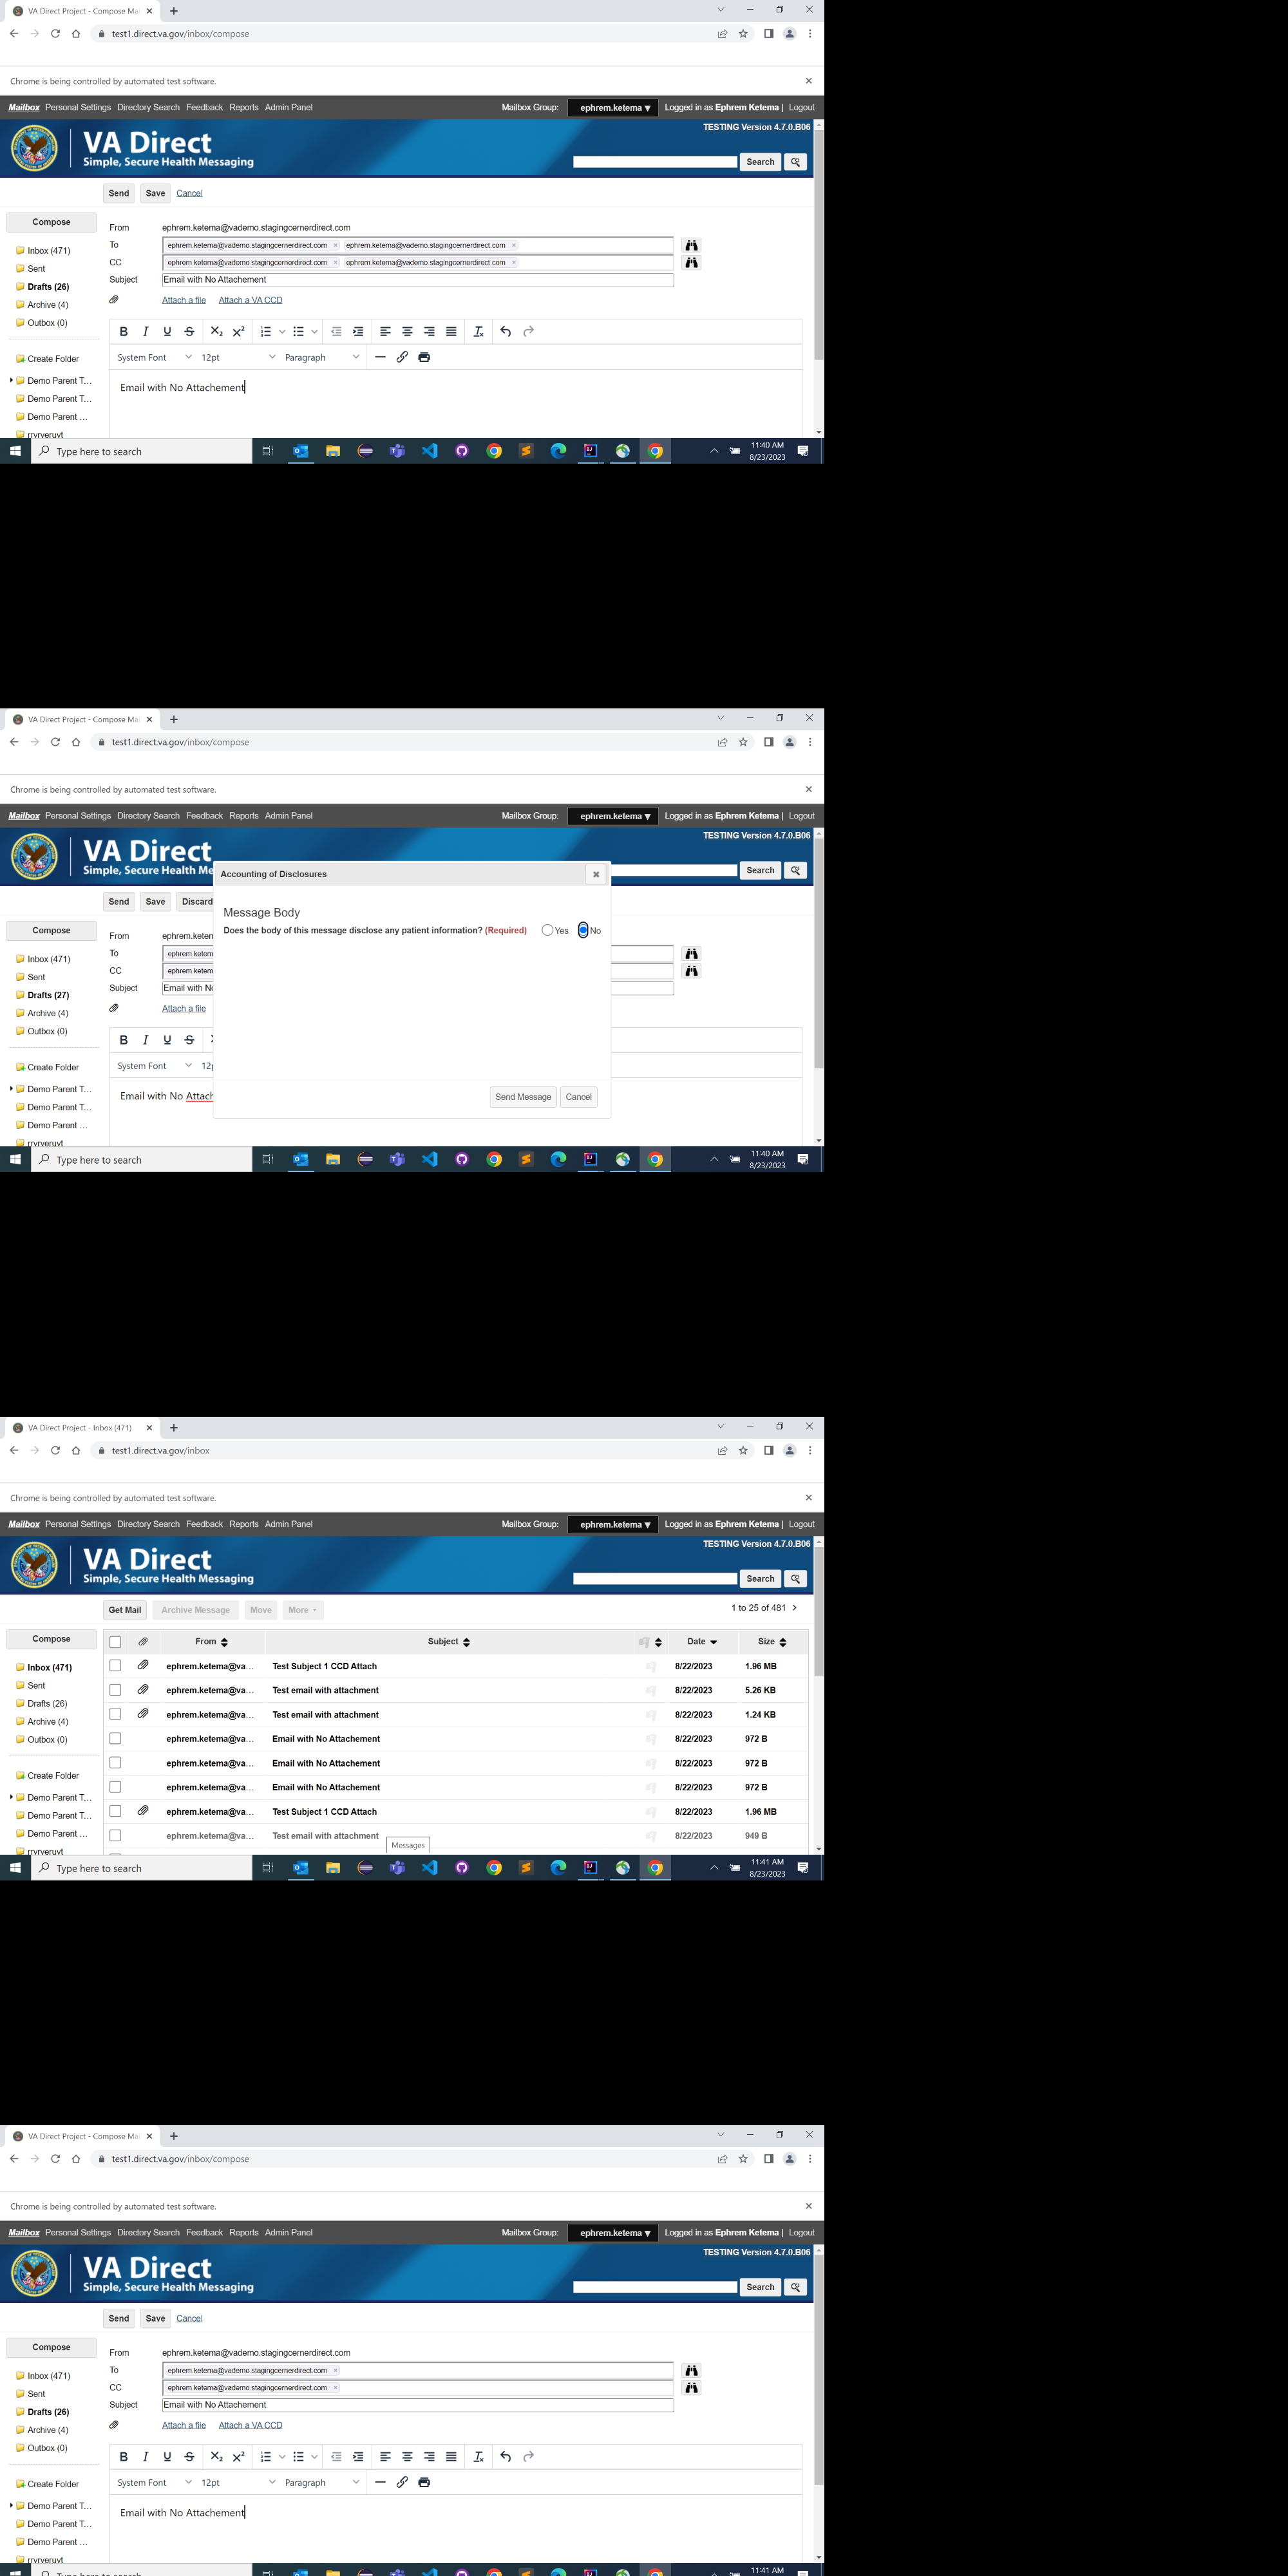 VA Direct Project - Compose Ma
test1.direct.va.gov/inbox/compose
Chrome is being controlled by automated test software.
Mailbox Personal Settings Directory Search Feedback Reports Admin Panel Mailbox Group: ephrem.ketema ▼ Logged in as Ephrem Ketema | Logout
TESTING Version 4.7.0.B06
VA Direct
Simple, Secure Health Messaging
Search
Send Save Cancel
Compose
From ephrem.ketema@vademo.stagingcernerdirect.com
Inbox (471)
To ephrem.ketema@vademo.stagingcernerdirect.com × ephrem.ketema@vademo.stagingcernerdirect.com ×
Sent
CC ephrem.ketema@vademo.stagingcernerdirect.com × ephrem.ketema@vademo.stagingcernerdirect.com ×
Drafts (26)
Subject Email with No Attachement
Archive (4)
Attach a file Attach a VA CCD
Outbox (0)
Create Folder
System Font 12pt Paragraph
Demo Parent T...
Email with No Attachement
Demo Parent T...
Demo Parent ...
rryryeruyt
Type here to search
11:40 AM
8/23/2023
VA Direct Project - Compose Ma
test1.direct.va.gov/inbox/compose
Chrome is being controlled by automated test software.
Mailbox Personal Settings Directory Search Feedback Reports Admin Panel Mailbox Group: ephrem.ketema ▼ Logged in as Ephrem Ketema | Logout
TESTING Version 4.7.0.B06
VA Direct
Simple, Secure Health Me
Search
Accounting of Disclosures
Send Save Discard
Message Body
Does the body of this message disclose any patient information? (Required) Yes No
Compose
From ephrem.keterr
Inbox (471)
To ephrem.ketem
Sent
CC ephrem.ketem
Drafts (27)
Subject Email with No
Archive (4)
Attach a file
Outbox (0)
Create Folder
System Font 12p
Demo Parent T...
Email with No Attach
Send Message Cancel
Demo Parent T...
Demo Parent ...
rryryeruyt
Type here to search
11:40 AM
8/23/2023
VA Direct Project - Inbox (471)
test1.direct.va.gov/inbox
Chrome is being controlled by automated test software.
Mailbox Personal Settings Directory Search Feedback Reports Admin Panel Mailbox Group: ephrem.ketema ▼ Logged in as Ephrem Ketema | Logout
TESTING Version 4.7.0.B06
VA Direct
Simple, Secure Health Messaging
Search
Get Mail Archive Message Move More 1 to 25 of 481
Compose
From Subject Date Size
Inbox (471)
Sent
Drafts (26)
Archive (4)
Outbox (0)
Create Folder
Demo Parent T...
Demo Parent T...
Demo Parent ...
rryryeruyt
ephrem.ketema@va... Test Subject 1 CCD Attach 8/22/2023 1.96 MB
ephrem.ketema@va... Test email with attachment 8/22/2023 5.26 KB
ephrem.ketema@va... Test email with attachment 8/22/2023 1.24 KB
ephrem.ketema@va... Email with No Attachement 8/22/2023 972 B
ephrem.ketema@va... Email with No Attachement 8/22/2023 972 B
ephrem.ketema@va... Email with No Attachement 8/22/2023 972 B
ephrem.ketema@va... Test Subject 1 CCD Attach 8/22/2023 1.96 MB
ephrem.ketema@va... Test email with attachment 8/22/2023 949 B
Messages
Type here to search
11:41 AM
8/23/2023
VA Direct Project - Compose Ma
test1.direct.va.gov/inbox/compose
Chrome is being controlled by automated test software.
Mailbox Personal Settings Directory Search Feedback Reports Admin Panel Mailbox Group: ephrem.ketema ▼ Logged in as Ephrem Ketema | Logout
TESTING Version 4.7.0.B06
VA Direct
Simple, Secure Health Messaging
Search
Send Save Cancel
Compose
From ephrem.ketema@vademo.stagingcernerdirect.com
Inbox (471)
To ephrem.ketema@vademo.stagingcernerdirect.com ×
Sent
CC ephrem.ketema@vademo.stagingcernerdirect.com ×
Drafts (26)
Subject Email with No Attachement
Archive (4)
Attach a file Attach a VA CCD
Outbox (0)
Create Folder
System Font 12pt Paragraph
Demo Parent T...
Email with No Attachement
Demo Parent T...
Demo Parent ...
rryryeruyt
11:41 AM